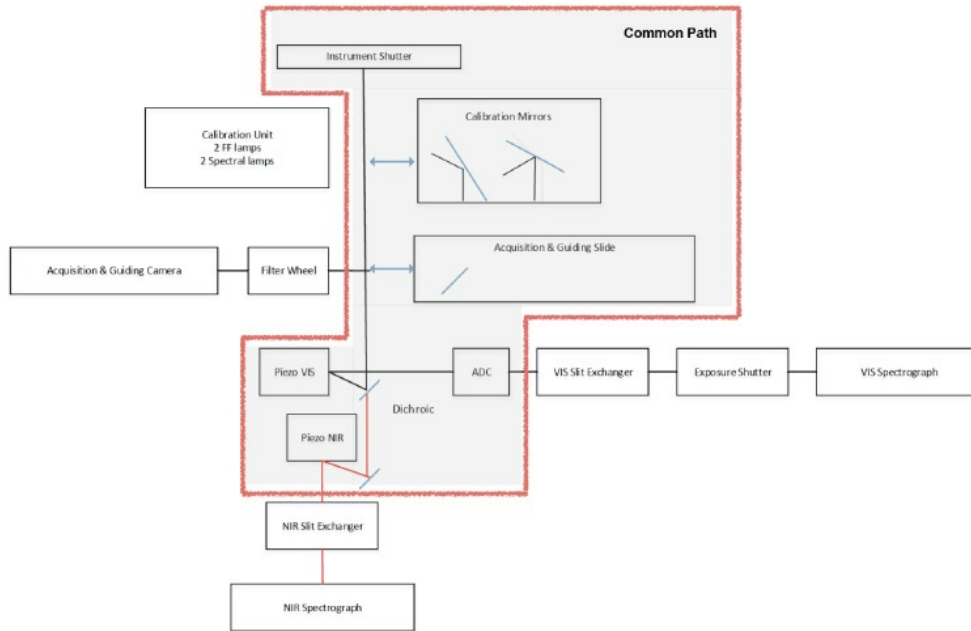 Common Path
Instrument Shutter
Calibration Mirrors
Calibration Unit
2 FF lamps
2 Spectral lamps
Acquisition & Guiding Slide
Acquisition & Guiding Camera
Filter Wheel
Piezo VIS
ADC
VIS Slit Exchanger
Exposure Shutter
VIS Spectrograph
Dichroic
Piezo NIR
NIR Slit Exchanger
NIR Spectrograph